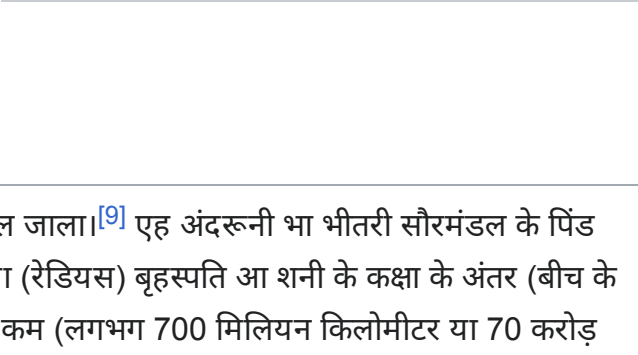 जाला।[9] एह अंदरूनी भा भीतरी सौरमंडल के पिंड
(रेडियस) बृहस्पति आ शनी के कक्षा के अंतर (बीच के
कम (लगभग 700 मिलियन किलोमीटर या 70 करोड़